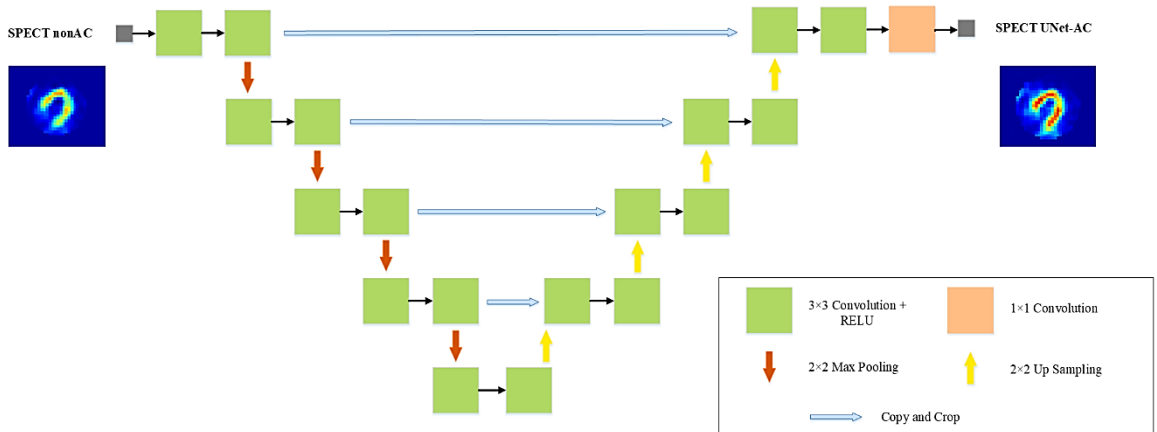 SPECT nonAC
SPECT UNet-AC
3×3 Convolution +
RELU
1×1 Convolution
2×2 Max Pooling
2×2 Up Sampling
Copy and Crop